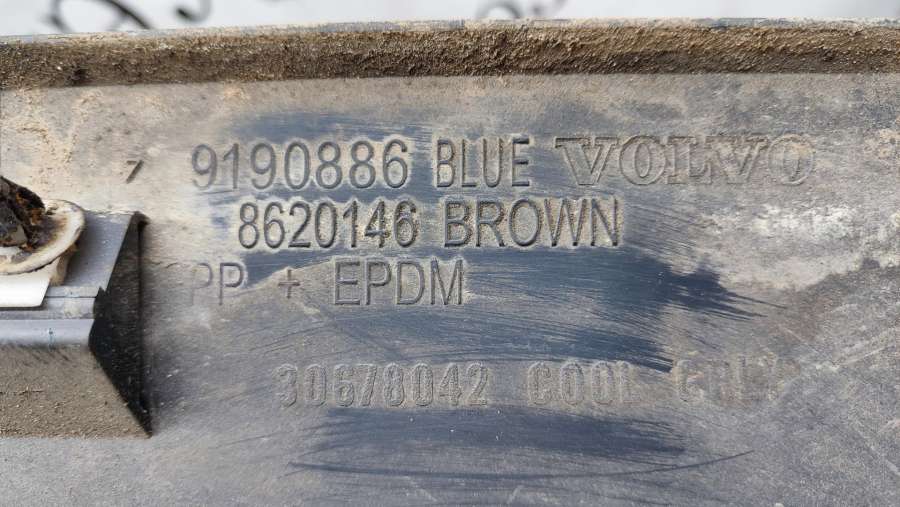 9190886 BLUE VOLVO
8620146 BROWN
PP + EPDM
30678042 COOL